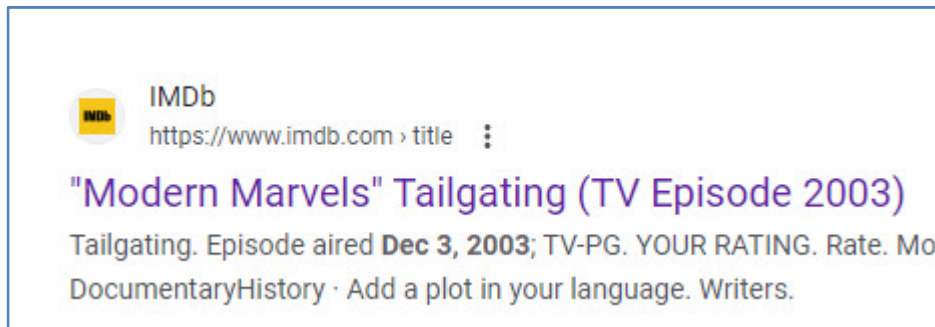 IMDb
IMDb
https://www.imdb.com › title
"Modern Marvels" Tailgating (TV Episode 2003)
Tailgating. Episode aired Dec 3, 2003; TV-PG. YOUR RATING. Rate. Mo
DocumentaryHistory · Add a plot in your language. Writers.